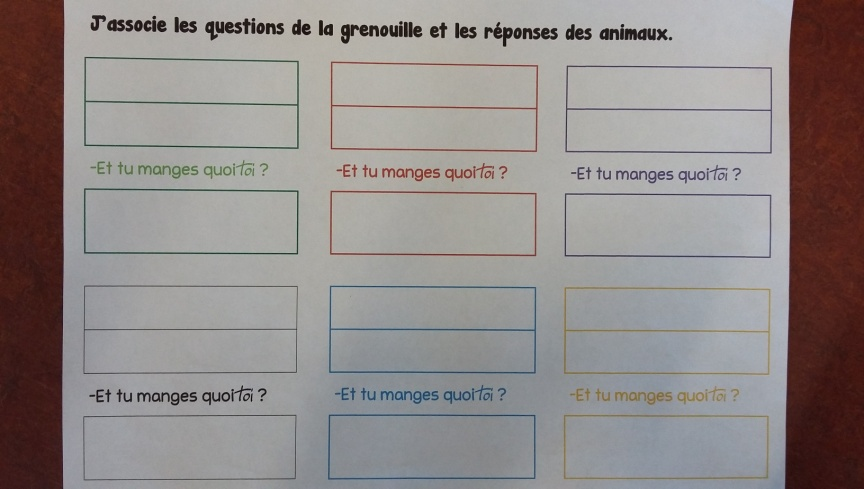 J'associe les questions de la grenouille et les réponses des animaux.
-Et tu manges quoi toi ?
-Et tu manges quoi toi ?
-Et tu manges quoi toi ?
-Et tu manges quoi toi ?
-Et tu manges quoi toi ?
-Et tu manges quoi toi ?